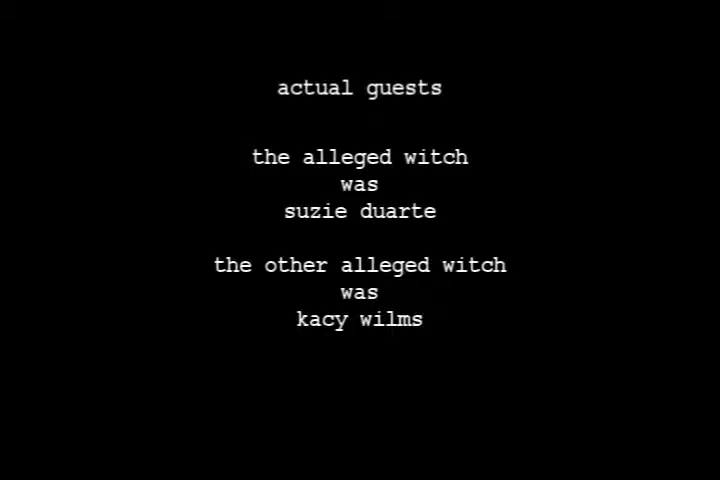 actual guests
the alleged witch
was
suzie duarte
the other alleged witch
was
kacy wilms